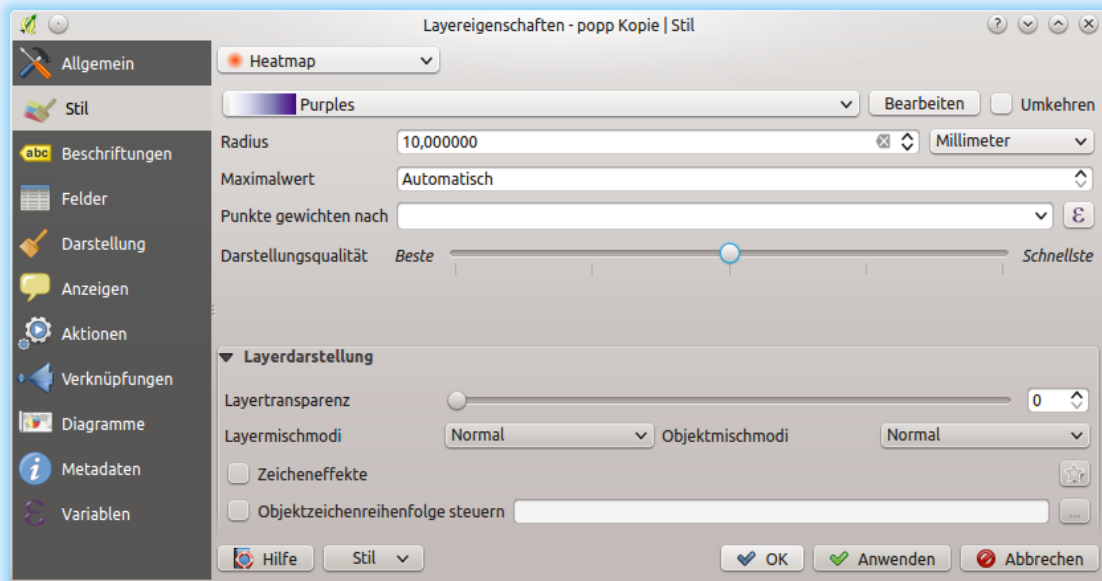 Layereigenschaften - popp Kopie | Stil
Allgemein
Stil
abc Beschriftungen
Felder
Darstellung
Anzeigen
Aktionen
Verknüpfungen
Diagramme
i Metadaten
ε Variablen
Heatmap
Purples Bearbeiten Umkehren
Radius 10,000000 Millimeter
Maximalwert Automatisch
Punkte gewichten nach ε
Darstellungsqualität Beste Schnellste
Layerdarstellung
Layertransparenz 0
Layermischmodi Normal Objektmischmodi Normal
Zeicheneffekte
Objektzeichenreihenfolge steuern ...
Hilfe Stil OK Anwenden Abbrechen